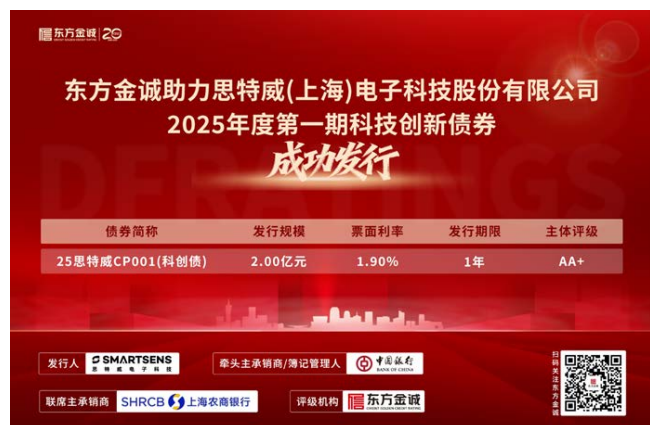 东方金诚 20
东方金诚助力思特威(上海)电子科技股份有限公司
2025年度第一期科技创新债券
成功发行
DFRATINGS
债券简称 发行规模 票面利率 发行期限 主体评级
25思特威CP001(科创债) 2.00亿元 1.90% 1年 AA+
发行人 SMARTSENS
思特威电子科技
牵头主承销商/簿记管理人 中国银行
BANK OF CHINA
联席主承销商 SHRCB 上海农商银行
评级机构 东方金诚
扫码关注东方金诚